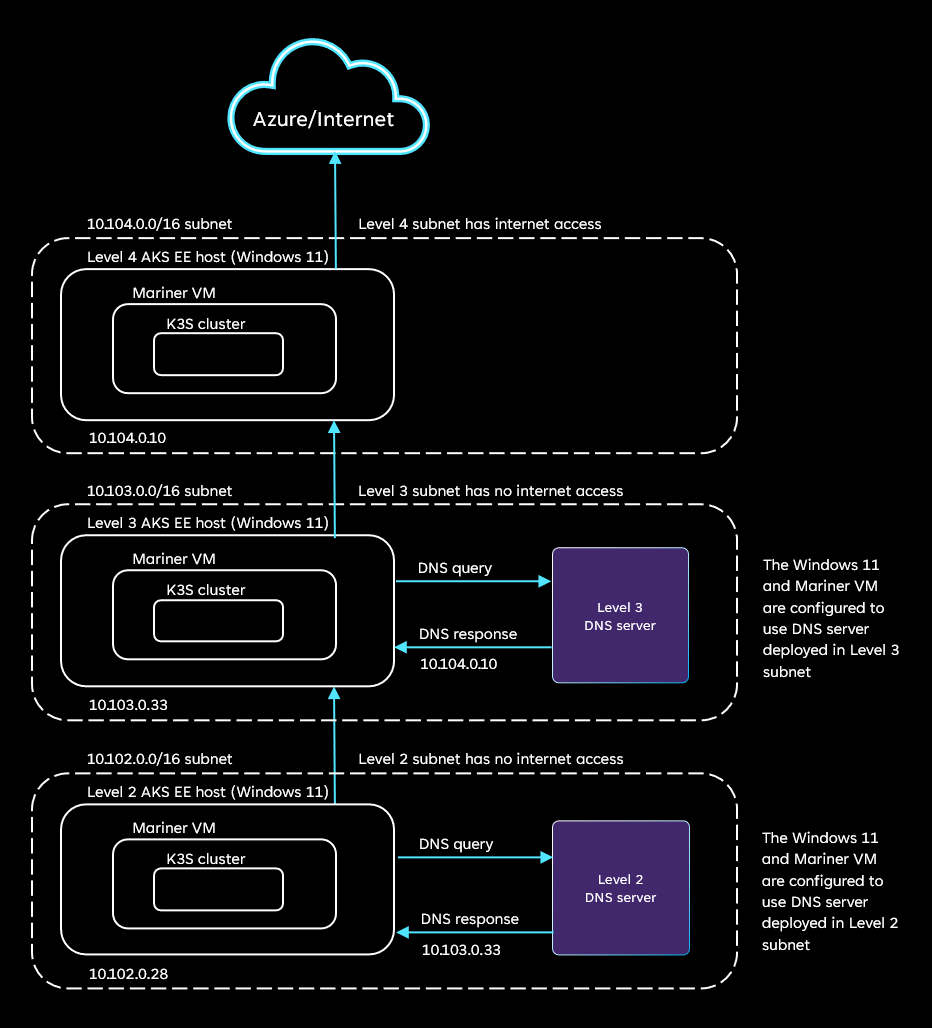 Azure/Internet
10.104.0.0/16 subnet
Level 4 subnet has internet access
Level 4 AKS EE host (Windows 11)
Mariner VM
K3S cluster
10.104.0.10
10.103.0.0/16 subnet
Level 3 subnet has no internet access
Level 3 AKS EE host (Windows 11)
Mariner VM
K3S cluster
10.103.0.33
DNS query
DNS response
10.104.0.10
Level 3
DNS server
The Windows 11
and Mariner VM
are configured to
use DNS server
deployed in Level 3
subnet
10.102.0.0/16 subnet
Level 2 subnet has no internet access
Level 2 AKS EE host (Windows 11)
Mariner VM
K3S cluster
10.102.0.28
DNS query
DNS response
10.103.0.33
Level 2
DNS server
The Windows 11
and Mariner VM
are configured to
use DNS server
deployed in Level 2
subnet